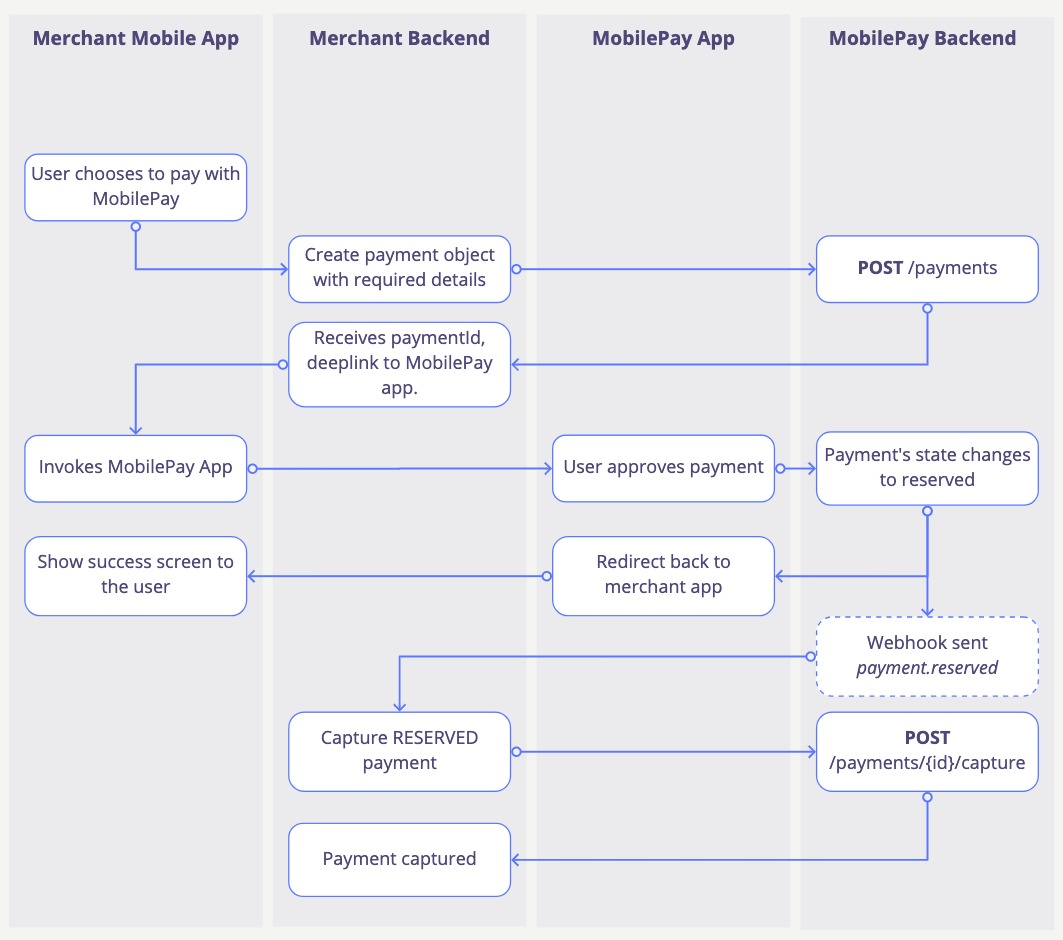 Merchant Mobile App
Merchant Backend
MobilePay App
MobilePay Backend
User chooses to pay with
MobilePay
Create payment object
with required details
POST /payments
Receives paymentId,
deeplink to MobilePay
app.
Invokes MobilePay App
User approves payment
Payment's state changes
to reserved
Show success screen to
the user
Redirect back to
merchant app
Webhook sent
payment.reserved
Capture RESERVED
payment
POST
/payments/{id}/capture
Payment captured